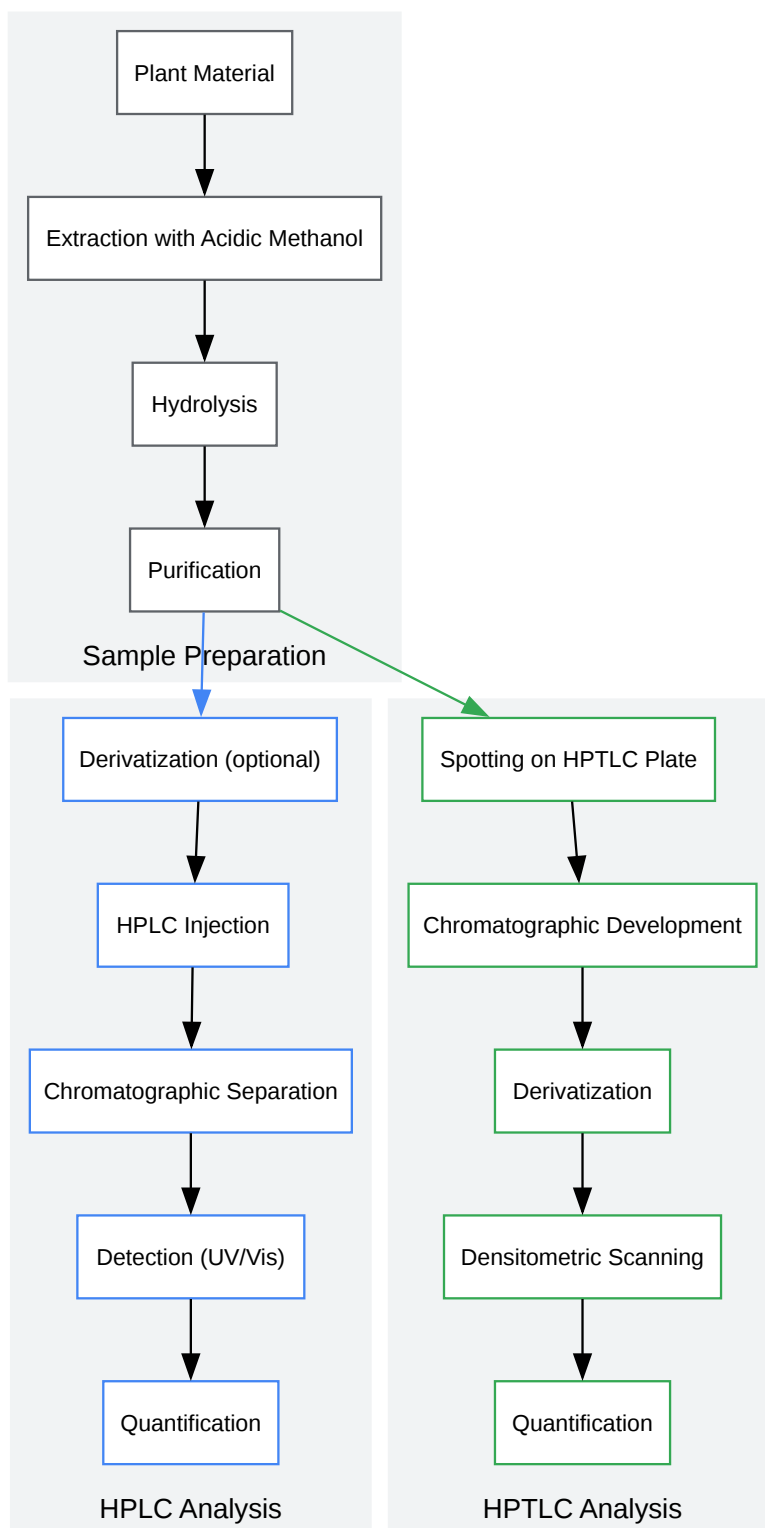 Plant Material
Extraction with Acidic Methanol
Hydrolysis
Purification
Sample Preparation
Derivatization (optional)
HPLC Injection
Chromatographic Separation
Detection (UV/Vis)
Quantification
HPLC Analysis
Spotting on HPTLC Plate
Chromatographic Development
Derivatization
Densitometric Scanning
Quantification
HPTLC Analysis